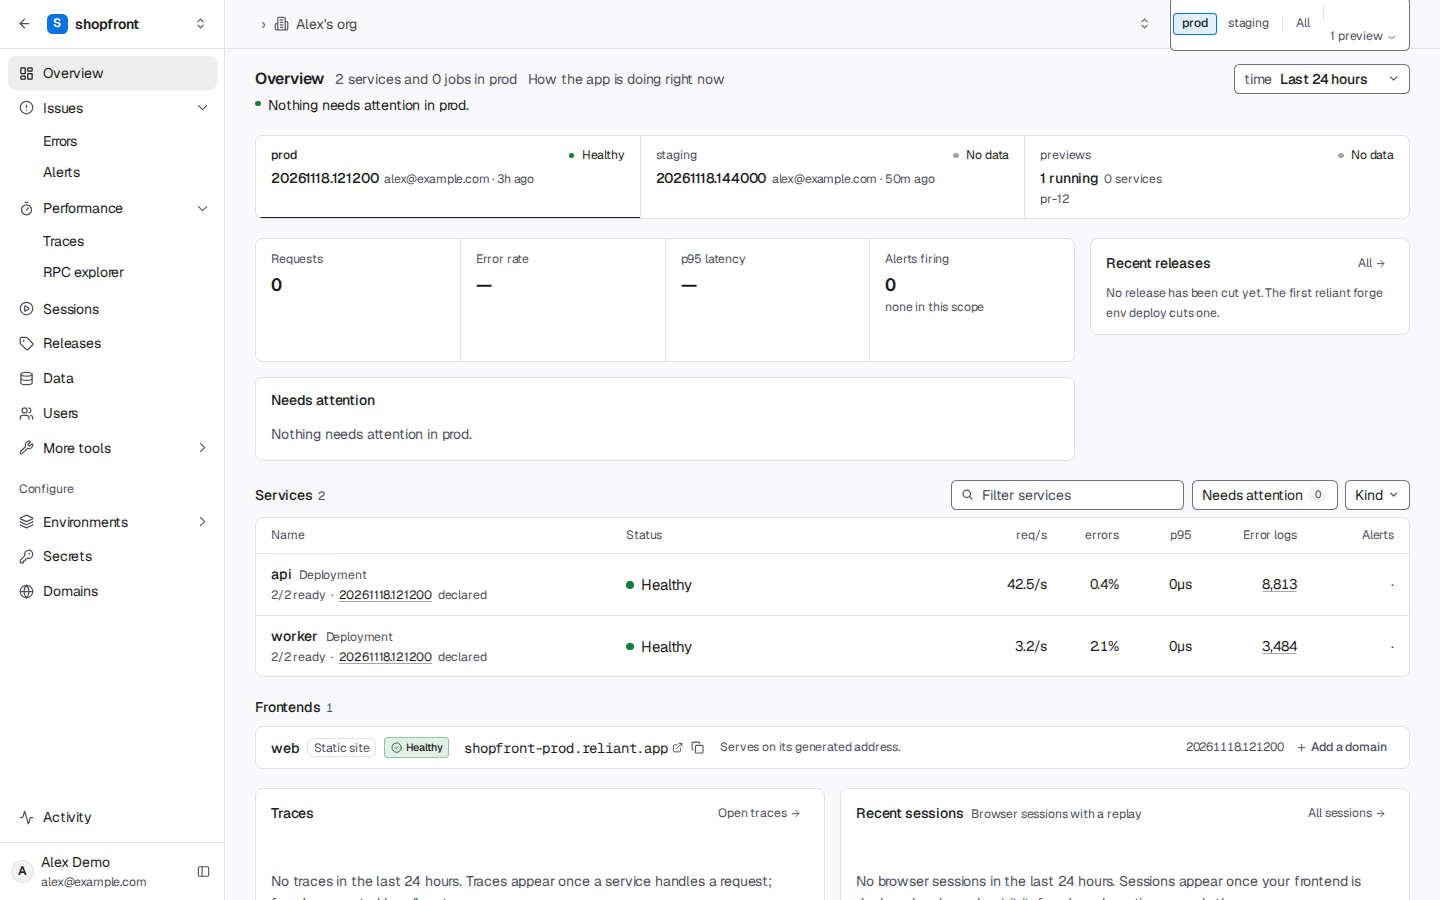 shopfront
S
Alex's org
prod staging All 1 preview
Overview
Issues
Errors
Alerts
Performance
Traces
RPC explorer
Sessions
Releases
Data
Users
More tools
Configure
Environments
Secrets
Domains
Activity
A
Alex Demo
alex@example.com
Overview 2 services and 0 jobs in prod How the app is doing right now
time Last 24 hours
Nothing needs attention in prod.
prod Healthy
20261118.121200 alex@example.com · 3h ago
staging No data
20261118.144000 alex@example.com · 50m ago
previews No data
1 running 0 services
pr-12
Requests
0
Error rate
—
p95 latency
—
Alerts firing
0
none in this scope
Recent releases All →
No release has been cut yet. The first reliant forge
env deploy cuts one.
Needs attention
Nothing needs attention in prod.
Services 2
Filter services
Needs attention 0
Kind
Name Status req/s errors p95 Error logs Alerts
api Deployment
2/2 ready · 20261118.121200 declared
Healthy 42.5/s 0.4% 0µs 8,813 ·
worker Deployment
2/2 ready · 20261118.121200 declared
Healthy 3.2/s 2.1% 0µs 3,484 ·
Frontends 1
web Static site Healthy shopfront-prod.reliant.app Serves on its generated address. 20261118.121200 + Add a domain
Traces Open traces →
No traces in the last 24 hours. Traces appear once a service handles a request;
Recent sessions Browser sessions with a replay All sessions →
No browser sessions in the last 24 hours. Sessions appear once your frontend is